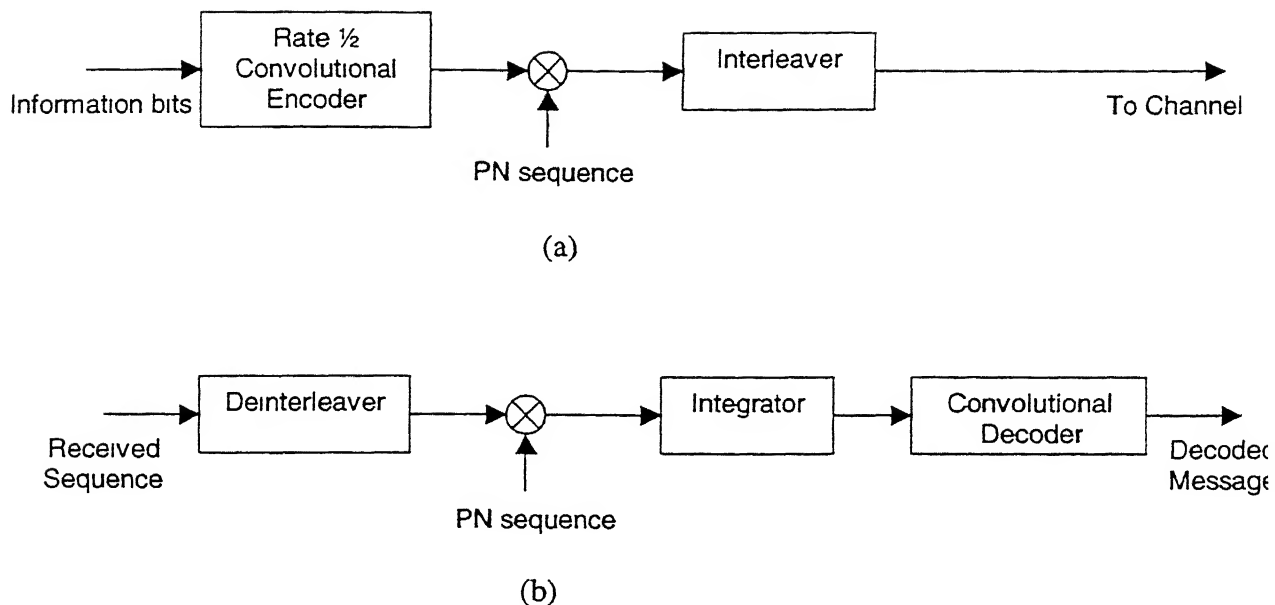 Rate ½
Convolutional
Encoder
Interleaver
Information bits
To Channel
PN sequence
(a)
Deinterleaver
Integrator
Convolutional
Decoder
Received
Sequence
Decoded
Message
PN sequence
(b)